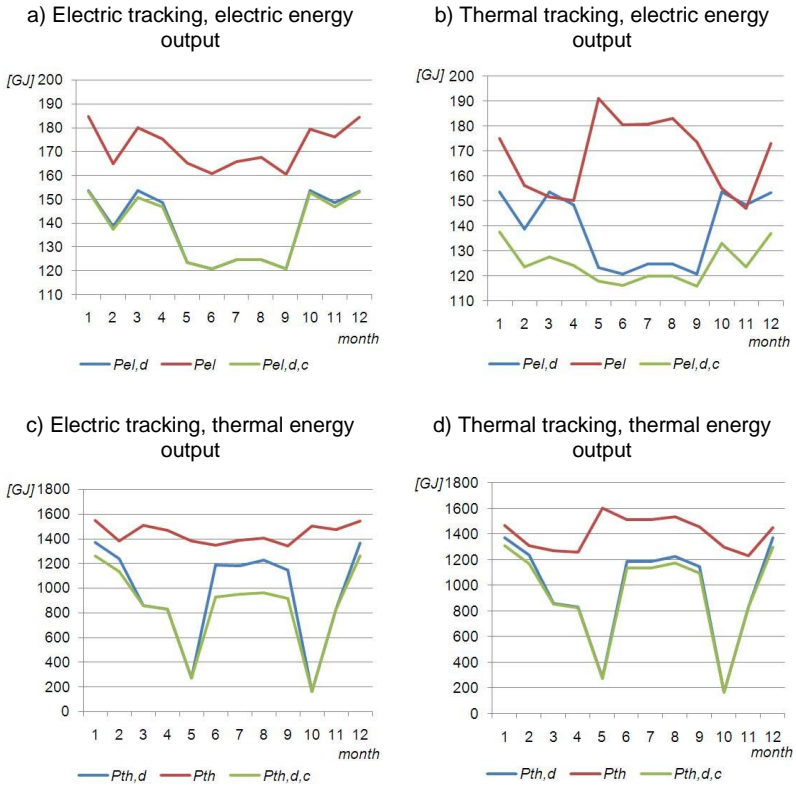 a) Electric tracking, electric energy
output
[GJ] 200
190
180
170
160
150
140
130
120
110
1 2 3 4 5 6 7 8 9 10 11 12
month
Pel,d Pel Pel,d,c
b) Thermal tracking, electric energy
output
[GJ] 200
190
180
170
160
150
140
130
120
110
1 2 3 4 5 6 7 8 9 10 11 12
month
Pel,d Pel Pel,d,c
c) Electric tracking, thermal energy
output
[GJ] 1800
1600
1400
1200
1000
800
600
400
200
0
1 2 3 4 5 6 7 8 9 10 11 12
month
Pth,d Pth Pth,d,c
d) Thermal tracking, thermal energy
output
[GJ] 1800
1600
1400
1200
1000
800
600
400
200
0
1 2 3 4 5 6 7 8 9 10 11 12
month
Pth,d Pth Pth,d,c